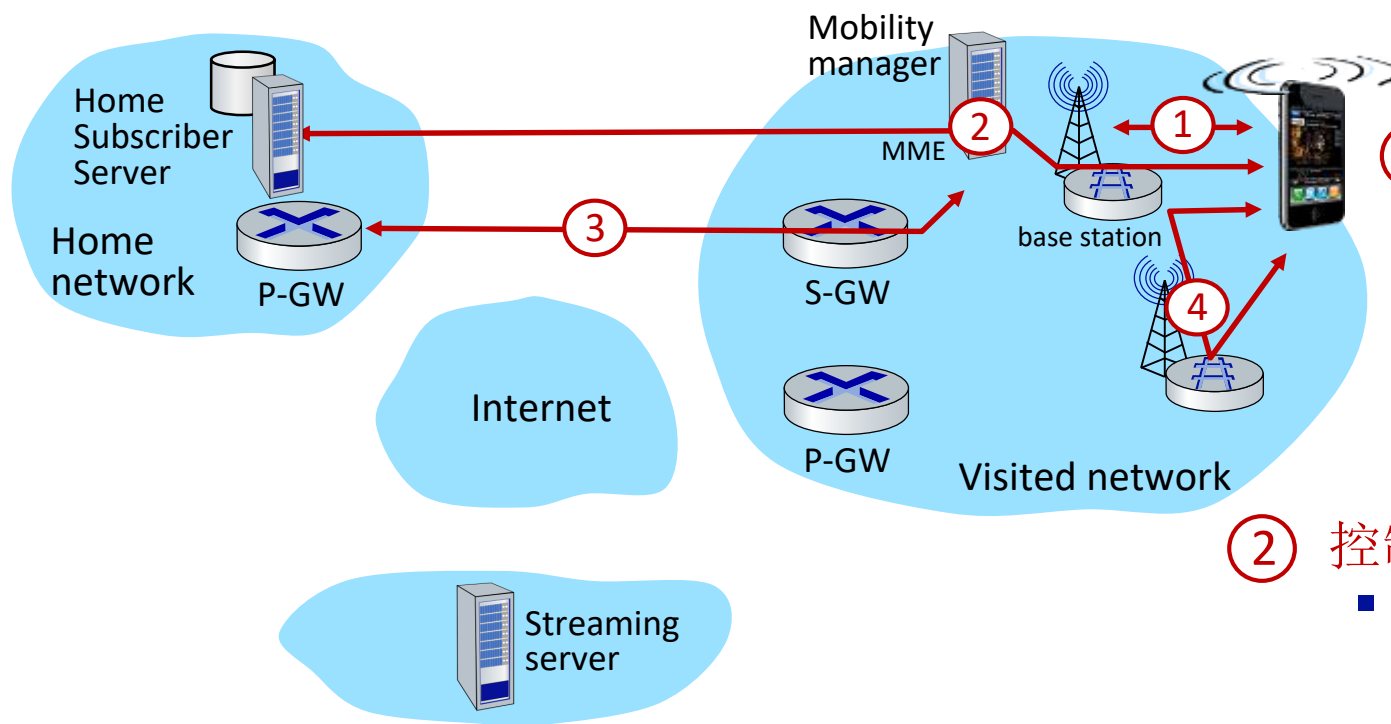 Mobility
manager
Home
Subscriber
Server
2
1
MME
Home
network
3
base station
P-GW
S-GW
4
Internet
P-GW
Visited network
2 控
Streaming
server